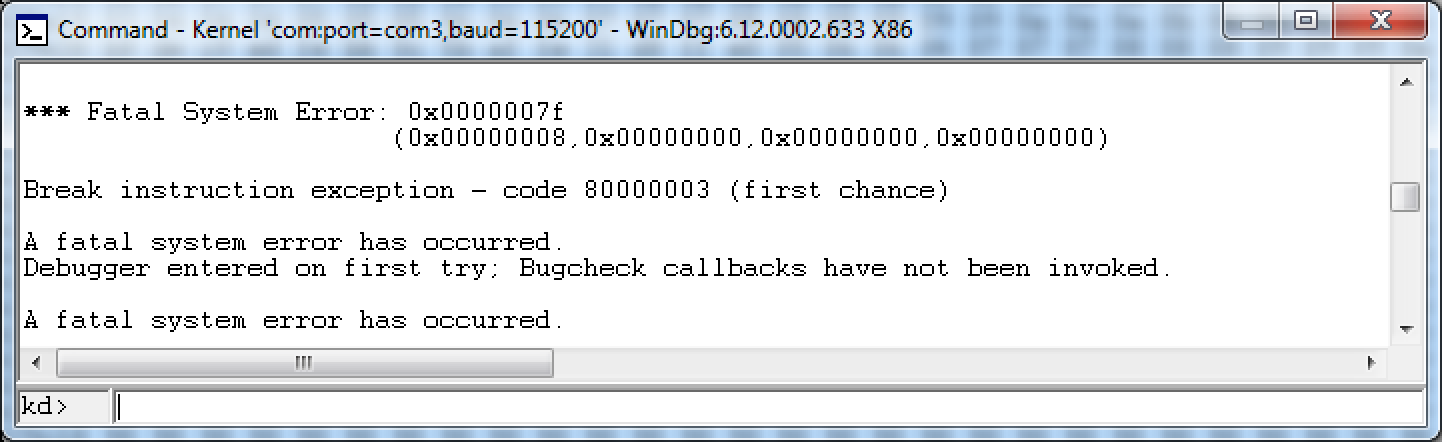 Command - Kernel 'com:port=com3,baud=115200' - WinDbg:6.12.0002.633 X86
*** Fatal System Error: 0x0000007f
(0x00000008,0x00000000,0x00000000,0x00000000)
Break instruction exception - code 80000003 (first chance)
A fatal system error has occurred.
Debugger entered on first try; Bugcheck callbacks have not been invoked.
A fatal system error has occurred.
kd>